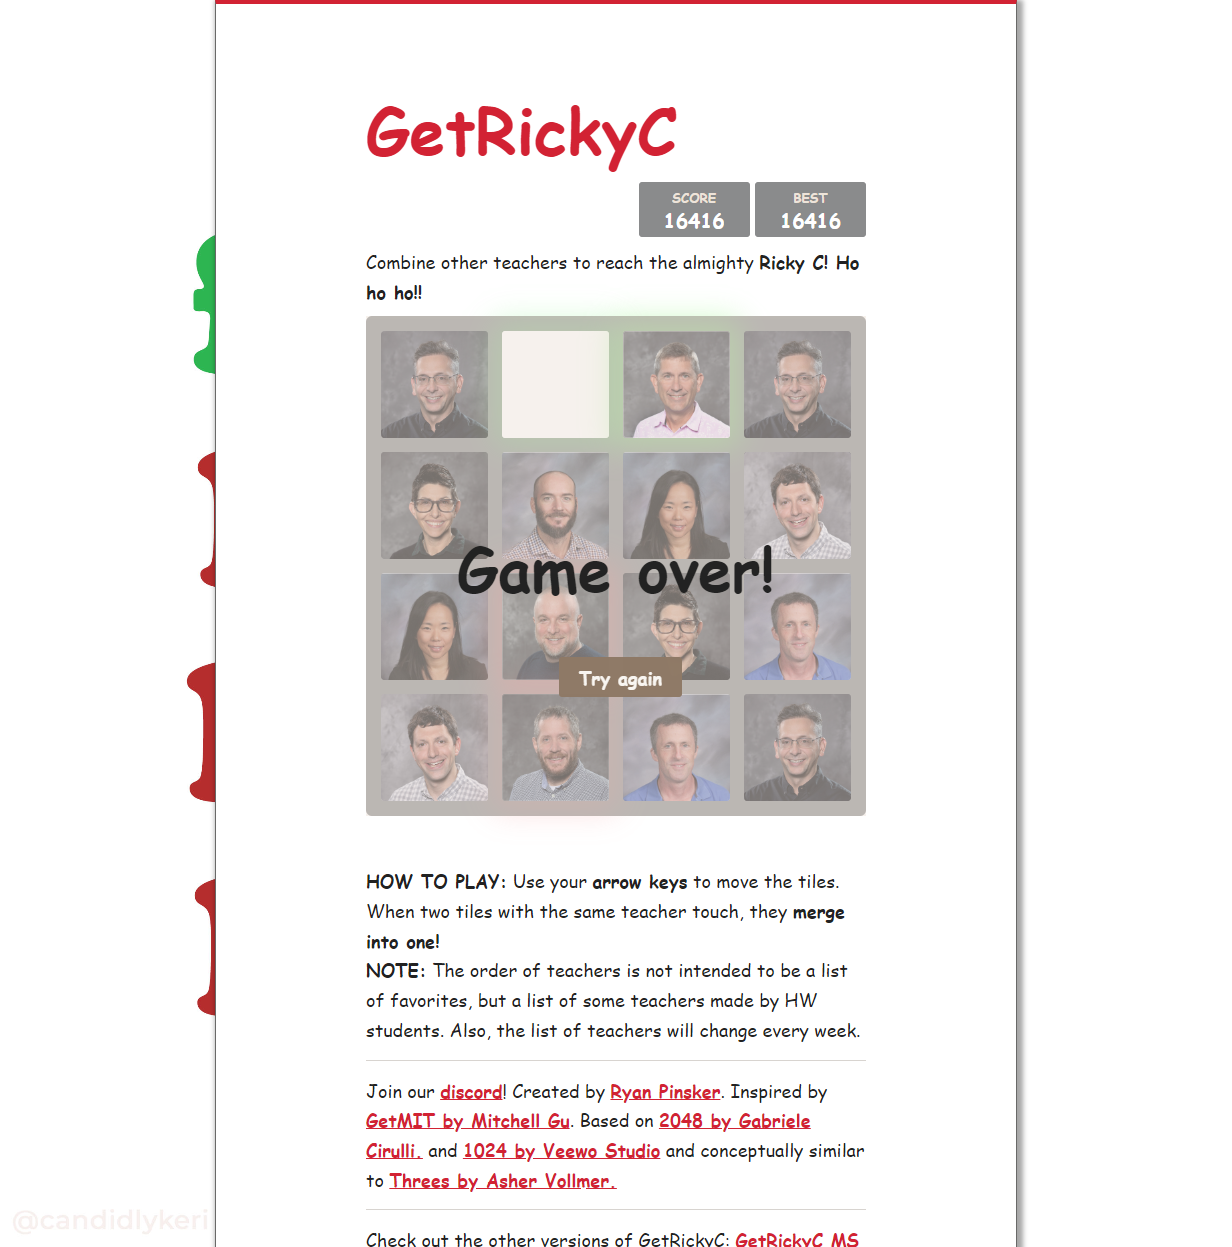 GetRickyC
SCORE
16416
BEST
16416
Combine other teachers to reach the almighty Ricky C! Ho
ho ho!!
Game over!
Try again
HOW TO PLAY: Use your arrow keys to move the tiles.
When two tiles with the same teacher touch, they merge
into one!
NOTE: The order of teachers is not intended to be a list
of favorites, but a list of some teachers made by HW
students. Also, the list of teachers will change every week.
Join our discord! Created by Ryan Pinsker. Inspired by
GetMIT by Mitchell Gu. Based on 2048 by Gabriele
Cirulli. and 1024 by Veewo Studio and conceptually similar
to Threes by Asher Vollmer.
Check out the other versions of GetRickyC: GetRickyC MS
@candidlykeri